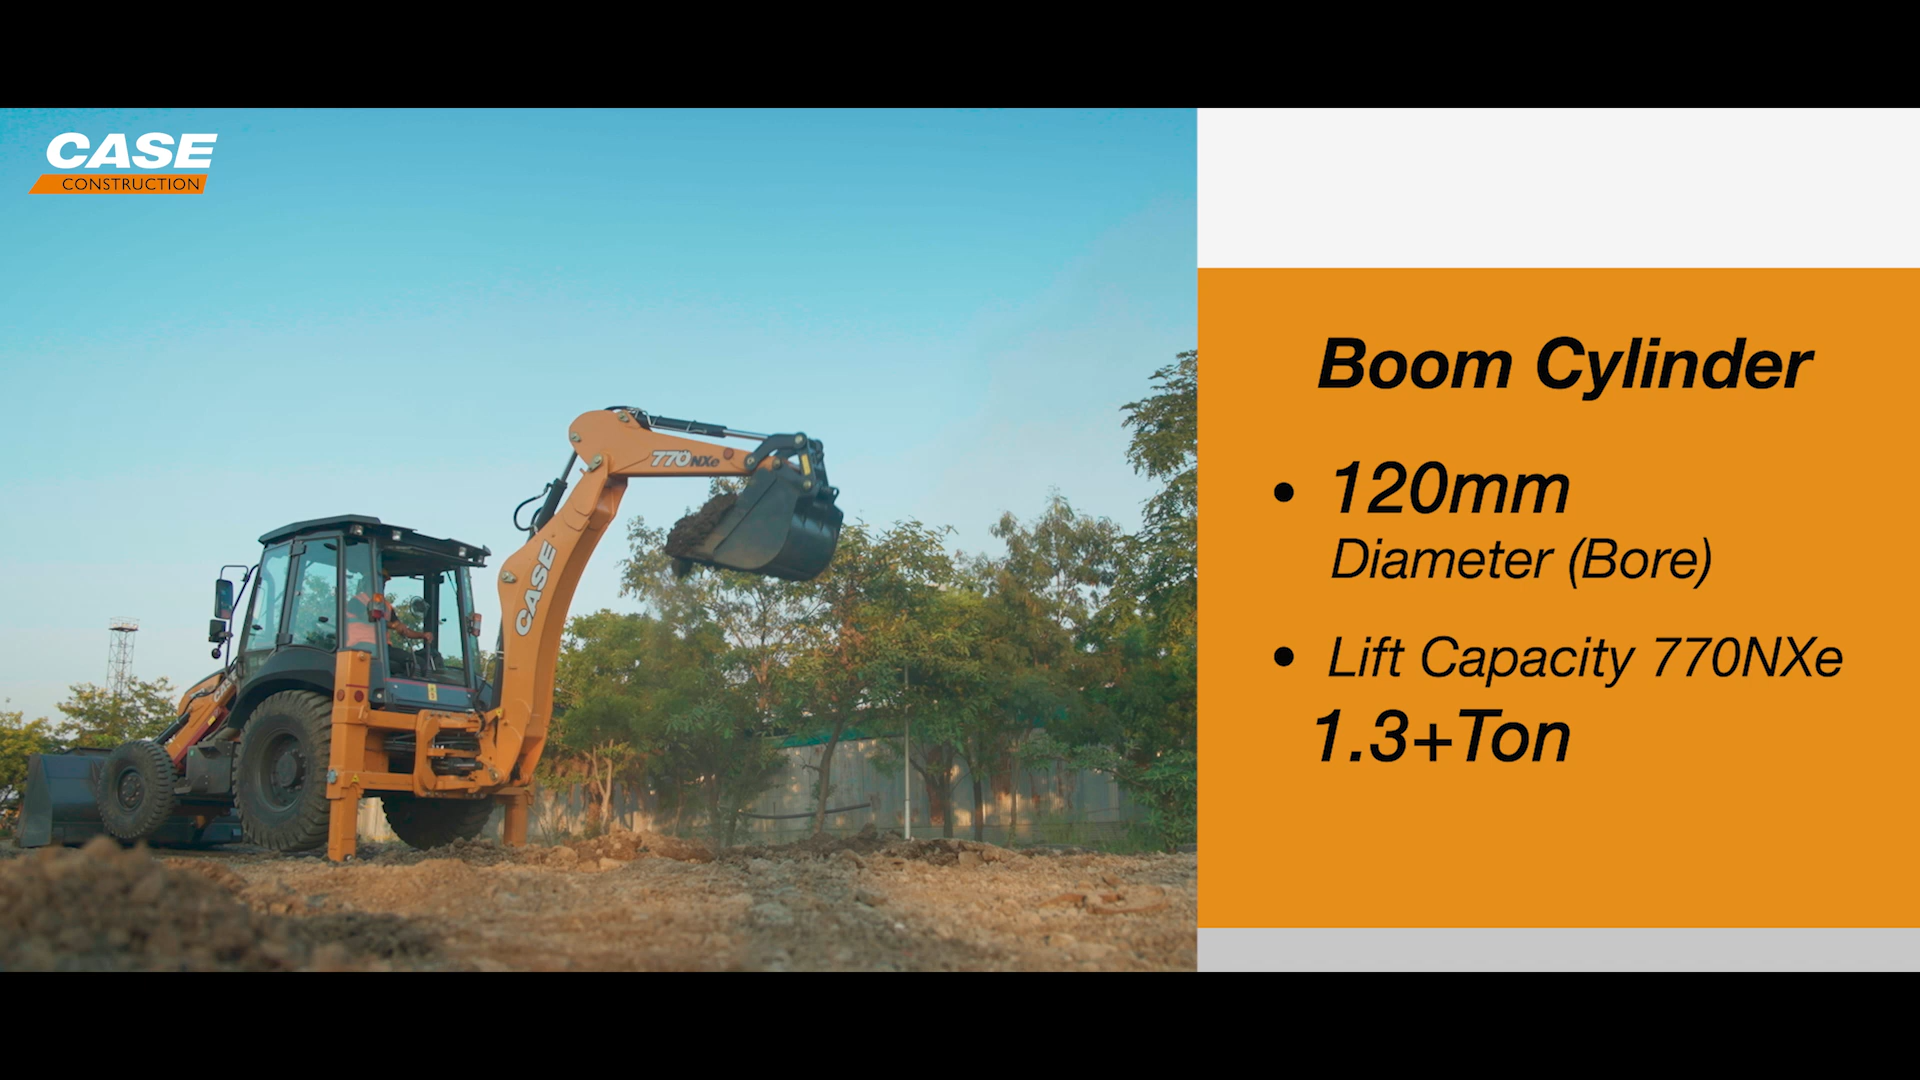 CASE
CONSTRUCTION
770NXe
CASE
Boom Cylinder
• 120mm
Diameter (Bore)
• Lift Capacity 770NXe
1.3+Ton